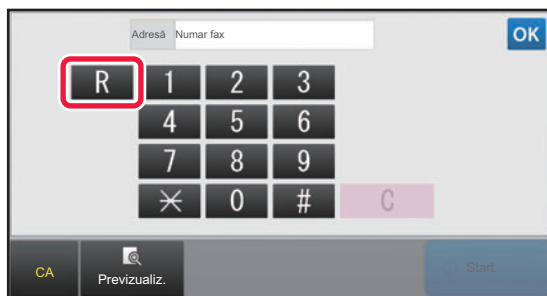 Adresă Numar fax OK
R 1 2 3
4 5 6
7 8 9
* 0 # C
CA Previzualiz. Start